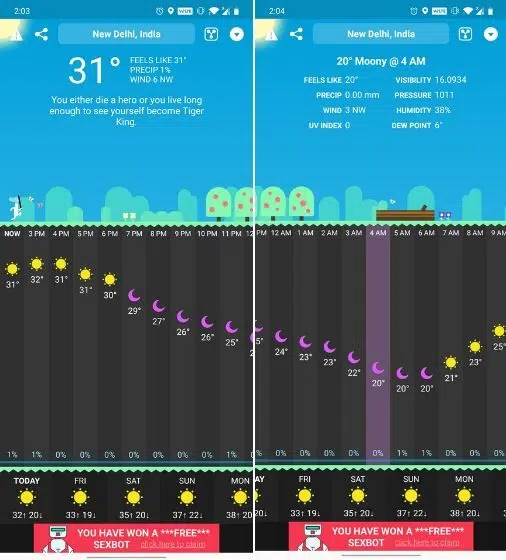 2:03
New Delhi, India
31°
FEELS LIKE 31°
PRECIP 1%
WIND 6 NW
You either die a hero or you live long
enough to see yourself become Tiger
King.
NOW 3 PM 4 PM 5 PM 6 PM 7 PM 8 PM 9 PM 10 PM 11 PM 12
31° 32° 31° 31° 30° 29° 27° 26° 26° 25° 2
1% 1% 0% 0% 0% 0% 0% 0% 0% 1% 0
TODAY FRI SAT SUN MON
32↑ 20↓ 33↑ 19↓ 35↑ 20↓ 37↑ 22↓ 38↑ 20
YOU HAVE WON A ***FREE***
SEXBOT click here to claim
2:04
New Delhi, India
20° Moony @ 4 AM
FEELS LIKE 20° VISIBILITY 16.0934
PRECIP 0.00 mm PRESSURE 1011
WIND 3 NW HUMIDITY 38%
UV INDEX 0 DEW POINT 6°
PM 12 AM 1 AM 2 AM 3 AM 4 AM 5 AM 6 AM 7 AM 8 AM 9 AM
5° 24° 23° 23° 22° 20° 20° 20° 21° 23° 25°
% 0% 0% 0% 0% 0% 1% 1% 0% 0% 0%
AY FRI SAT SUN MON
20↓ 33↑ 19↓ 35↑ 20↓ 37↑ 22↓ 38↑ 20↓
YOU HAVE WON A ***FREE***
SEXBOT click here to claim